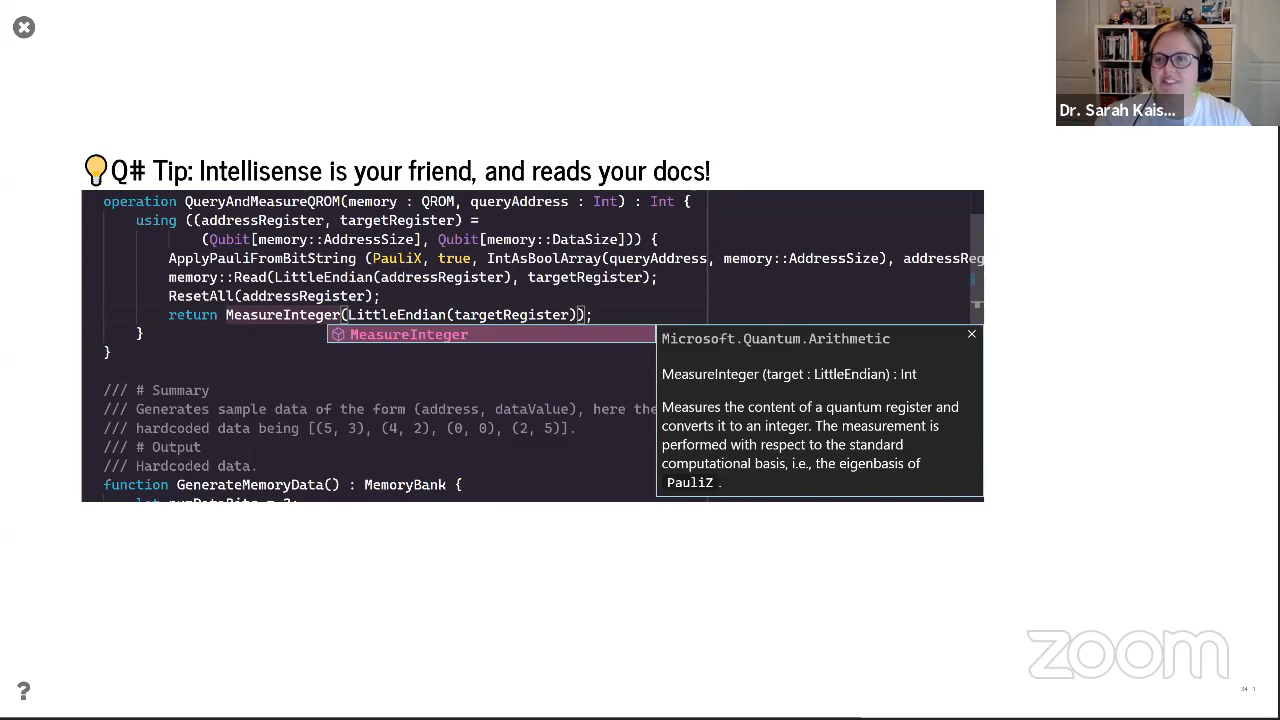 Dr. Sarah Kais...
Q# Tip: Intellisense is your friend, and reads your docs!
operation QueryAndMeasureQROM(memory : QROM, queryAddress : Int) : Int {
using ((addressRegister, targetRegister) =
(Qubit[memory::AddressSize], Qubit[memory::DataSize])) {
ApplyPauliFromBitString (PauliX, true, IntAsBoolArray(queryAddress, memory::AddressSize), addressReg
memory::Read(LittleEndian(addressRegister), targetRegister);
ResetAll(addressRegister);
return MeasureInteger(LittleEndian(targetRegister));
}
MeasureInteger
}
Microsoft.Quantum.Arithmetic
MeasureInteger (target : LittleEndian) : Int
Measures the content of a quantum register and
converts it to an integer. The measurement is
performed with respect to the standard
computational basis, i.e., the eigenbasis of
PauliZ .
/// # Summary
/// Generates sample data of the form (address, dataValue), here the
/// hardcoded data being [(5, 3), (4, 2), (0, 0), (2, 5)].
/// # Output
/// Hardcoded data.
function GenerateMemoryData() : MemoryBank {
zoom
?
34 1